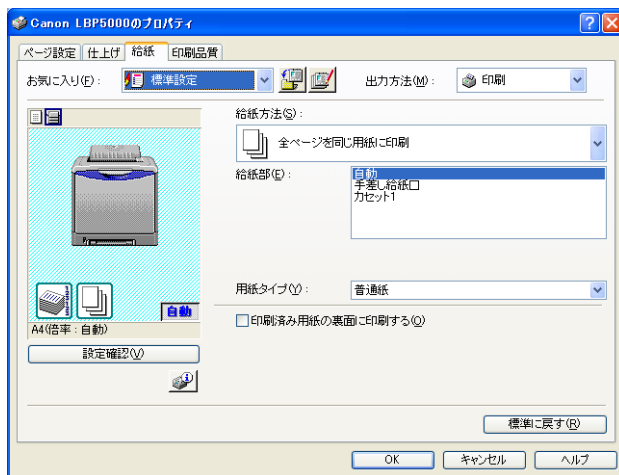 Canon LBP5000のプロパティ
ページ設定 仕上げ 給紙 印刷品質
お気に入り(F): 標準設定 出力方法(M): 印刷
給紙方法(S):
全ページを同じ用紙に印刷
給紙部(E): 自動
手差し給紙口
カセット1
用紙タイプ(Y): 普通紙
自動
A4(倍率:自動)
印刷済み用紙の裏面に印刷する(O)
設定確認(V)
標準に戻す(R)
OK キャンセル ヘルプ